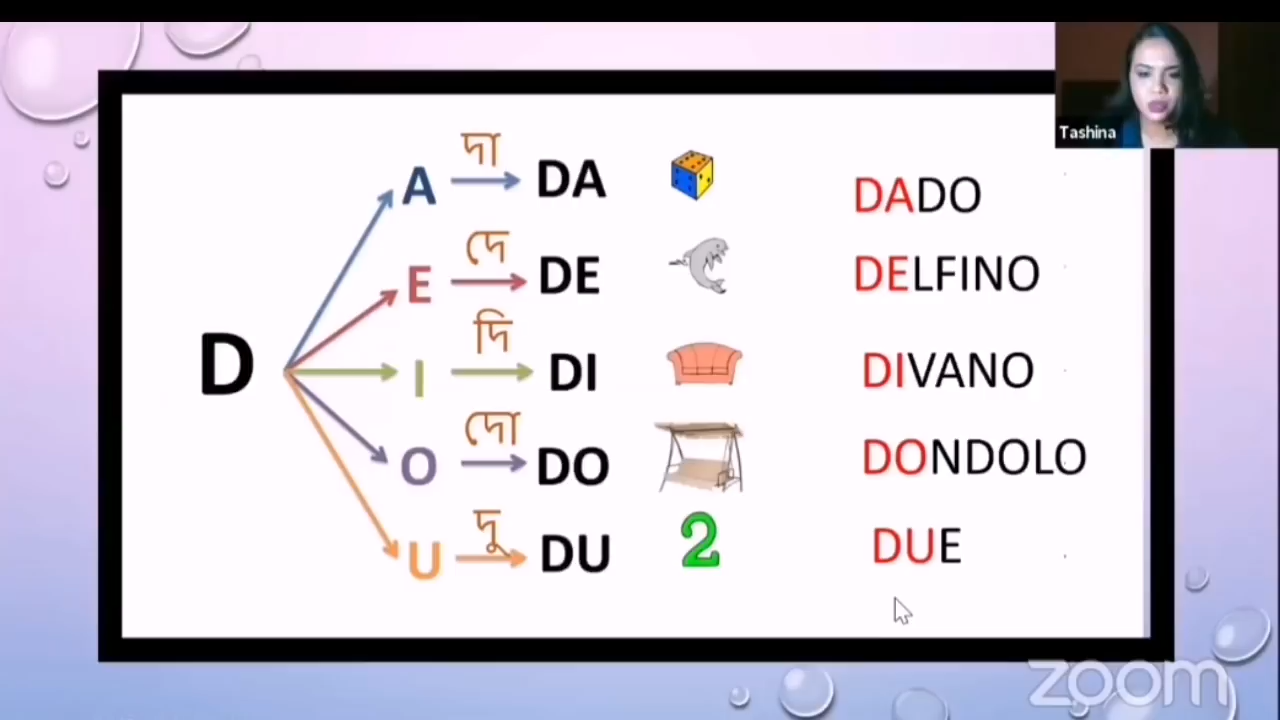 Tashina
D
A দা DA DADO
E দে DE DELFINO
I দি DI DIVANO
O দো DO DONDOLO
U দু DU 2 DUE
zoom